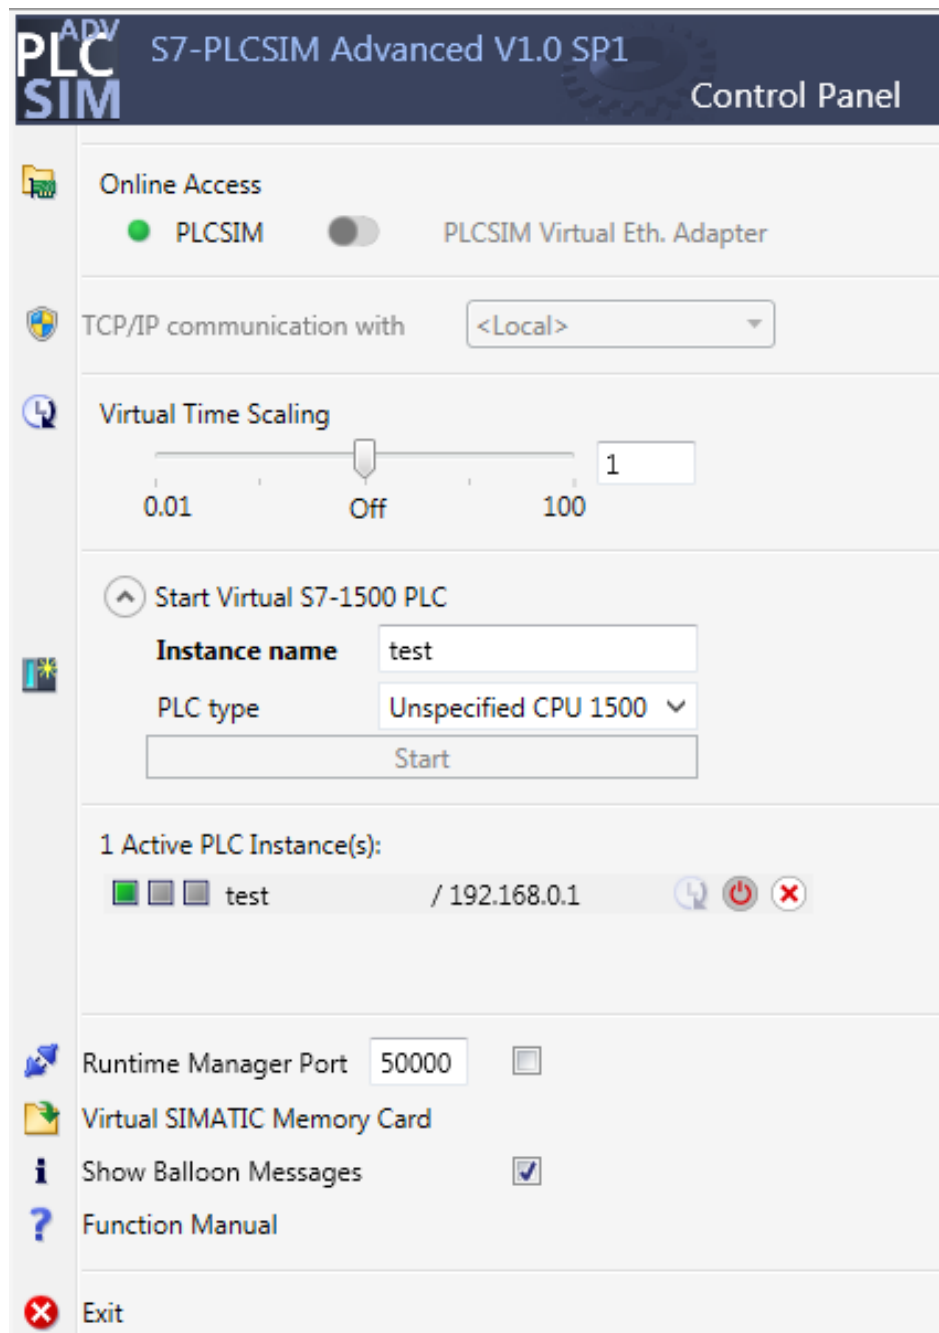 ADV
PLC
SIM
S7-PLCSIM Advanced V1.0 SP1
Control Panel
Online Access
PLCSIM PLCSIM Virtual Eth. Adapter
TCP/IP communication with <Local>
Virtual Time Scaling
1
0.01 Off 100
Start Virtual S7-1500 PLC
Instance name test
PLC type Unspecified CPU 1500
Start
1 Active PLC Instance(s):
test / 192.168.0.1
Runtime Manager Port 50000
Virtual SIMATIC Memory Card
Show Balloon Messages
Function Manual
Exit